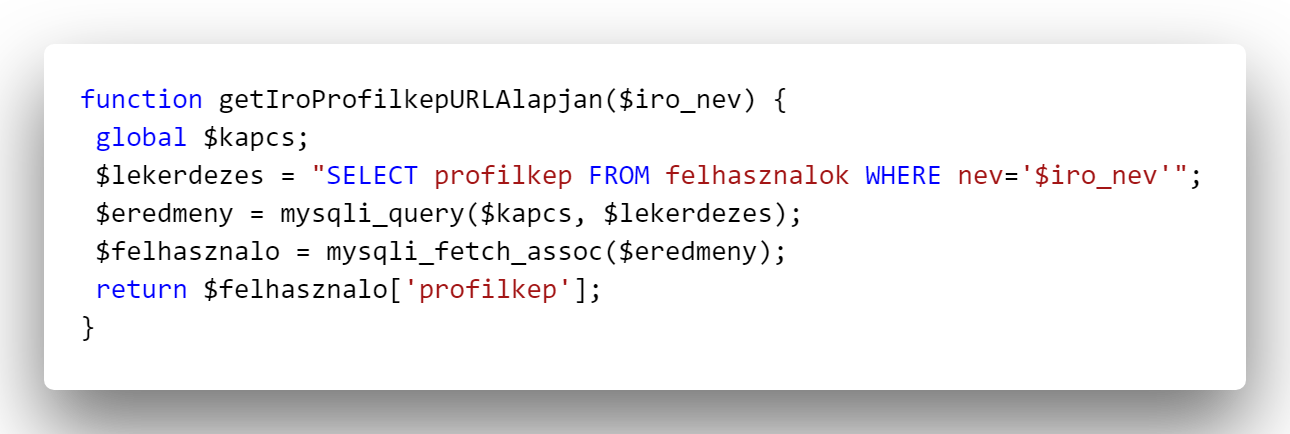 function getIroProfilkepURLAlapjan($iro_nev) {
global $kapcs;
$lekerdezes = "SELECT profilkep FROM felhasznalok WHERE nev='$iro_nev'";
$eredmeny = mysqli_query($kapcs, $lekerdezes);
$felhasznalo = mysqli_fetch_assoc($eredmeny);
return $felhasznalo['profilkep'];
}